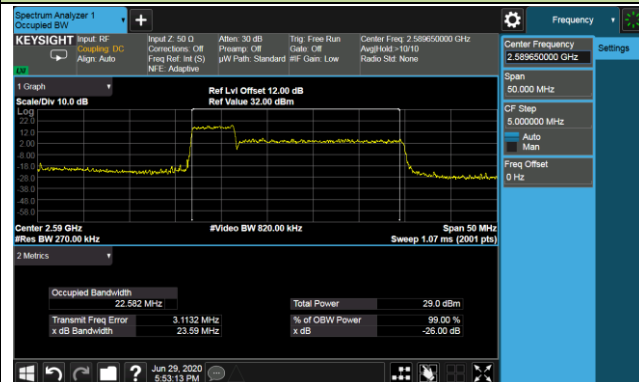 Spectrum Analyzer 1
Occupied BW
Frequency
KEYSIGHT
Input: RF
Coupling: DC
Align: Auto
Input Z: 50 Ω
Corrections: Off
Freq Ref: Int (S)
NFE: Adaptive
Atten: 30 dB
Preamp: Off
µW Path: Standard
Trig: Free Run
Gate: Off
#IF Gain: Low
Center Freq: 2.589650000 GHz
Avg|Hold:>10/10
Radio Std: None
Center Frequency
2.589650000 GHz
Settings
Span
50.000 MHz
CF Step
5.000000 MHz
Auto
Man
Freq Offset
0 Hz
1 Graph
Scale/Div 10.0 dB
Ref Lvl Offset 12.00 dB
Ref Value 32.00 dBm
Log
22.0
12.0
2.00
-8.00
-18.0
-28.0
-38.0
-48.0
-58.0
Center 2.59 GHz
#Res BW 270.00 kHz
#Video BW 820.00 kHz
Span 50 MHz
Sweep 1.07 ms (2001 pts)
2 Metrics
Occupied Bandwidth
22.582 MHz
Total Power 29.0 dBm
Transmit Freq Error 3.1132 MHz
% of OBW Power 99.00 %
x dB Bandwidth 23.59 MHz
x dB -26.00 dB
Jun 29, 2020
5:53:13 PM